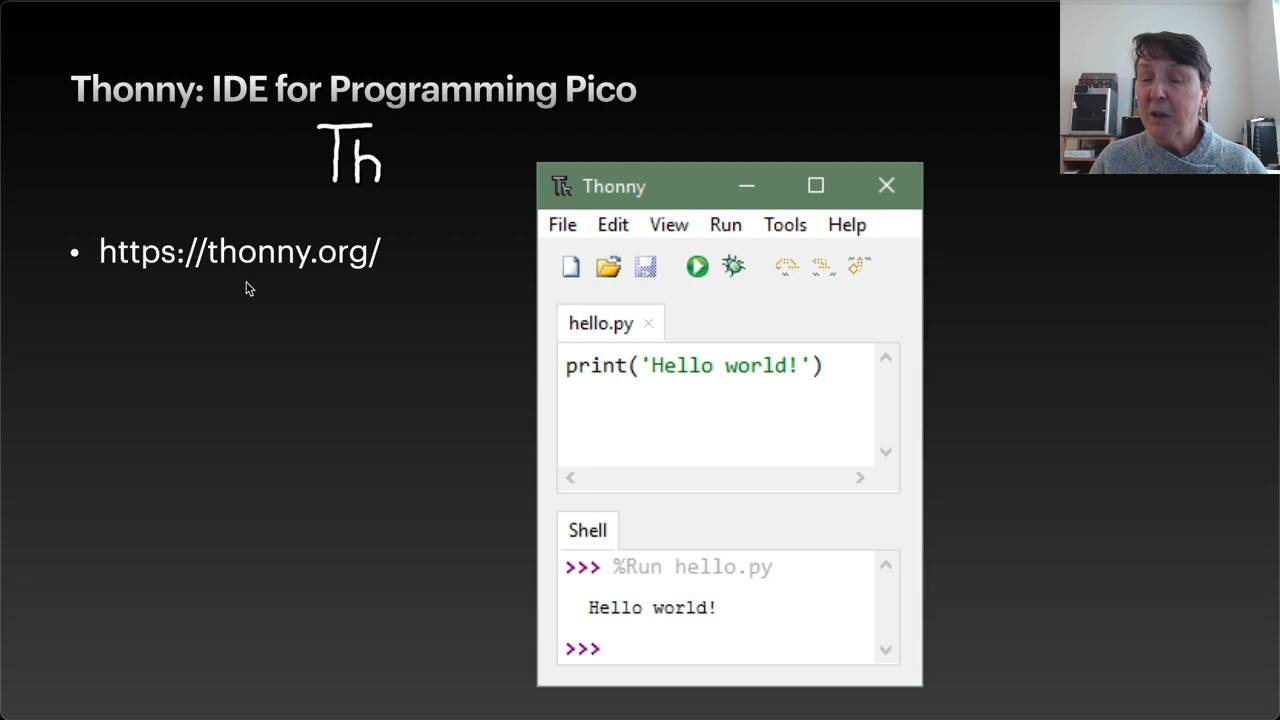 Thonny: IDE for Programming Pico
Th
• https://thonny.org/
Th Thonny
File Edit View Run Tools Help
hello.py
print('Hello world!')
Shell
>>> %Run hello.py
Hello world!
>>>